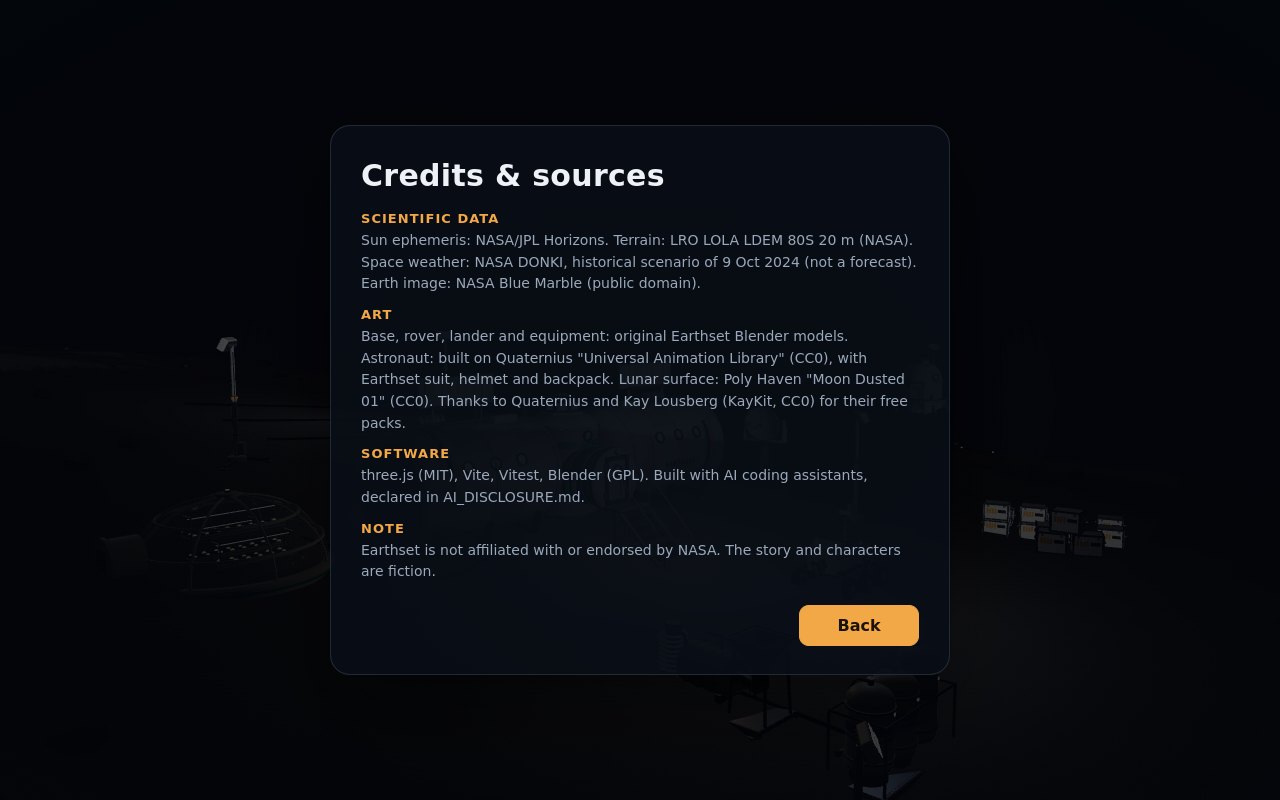 Credits & sources
SCIENTIFIC DATA
Sun ephemeris: NASA/JPL Horizons. Terrain: LRO LOLA LDEM 80S 20 m (NASA).
Space weather: NASA DONKI, historical scenario of 9 Oct 2024 (not a forecast).
Earth image: NASA Blue Marble (public domain).
ART
Base, rover, lander and equipment: original Earthset Blender models.
Astronaut: built on Quaternius "Universal Animation Library" (CC0), with
Earthset suit, helmet and backpack. Lunar surface: Poly Haven "Moon Dusted
01" (CC0). Thanks to Quaternius and Kay Lousberg (KayKit, CC0) for their free
packs.
SOFTWARE
three.js (MIT), Vite, Vitest, Blender (GPL). Built with AI coding assistants,
declared in AI_DISCLOSURE.md.
NOTE
Earthset is not affiliated with or endorsed by NASA. The story and characters
are fiction.
Back